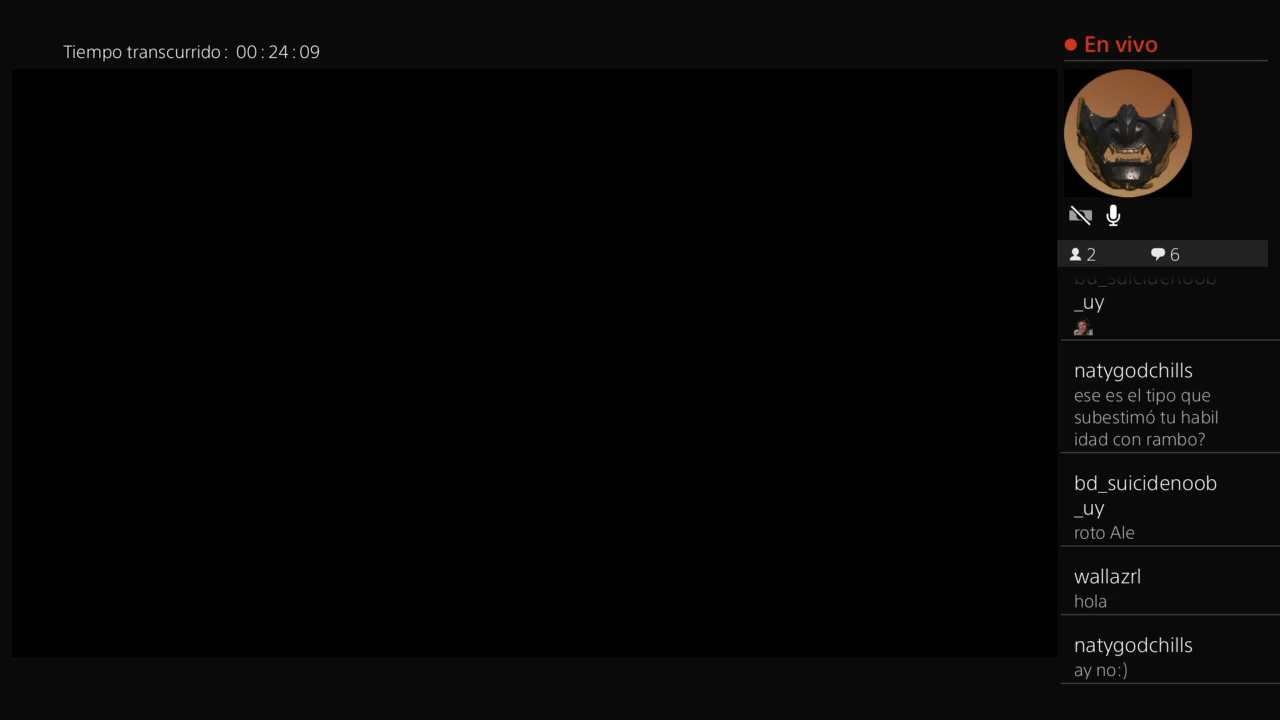 Tiempo transcurrido: 00:24:09
En vivo
2
6
bd_suicidenoob
_uy
natygodchills
ese es el tipo que
subestimó tu habil
idad con rambo?
bd_suicidenoob
_uy
roto Ale
wallazrl
hola
natygodchills
ay no:)